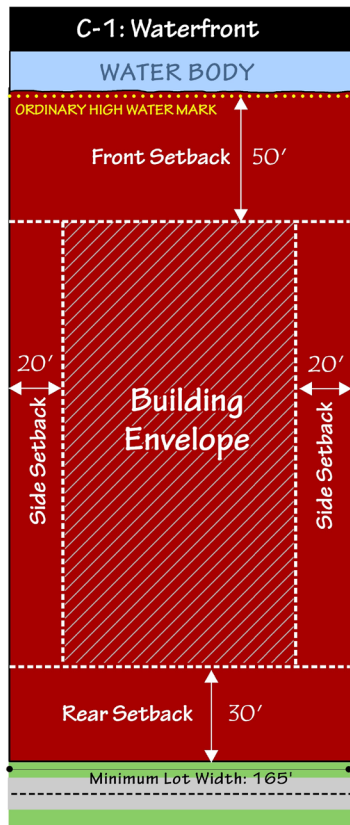 C-1: Waterfront
WATER BODY
ORDINARY HIGH WATER MARK
Front Setback 50'
20'
20'
Side Setback
Building
Envelope
Side Setback
Rear Setback 30'
Minimum Lot Width: 165'